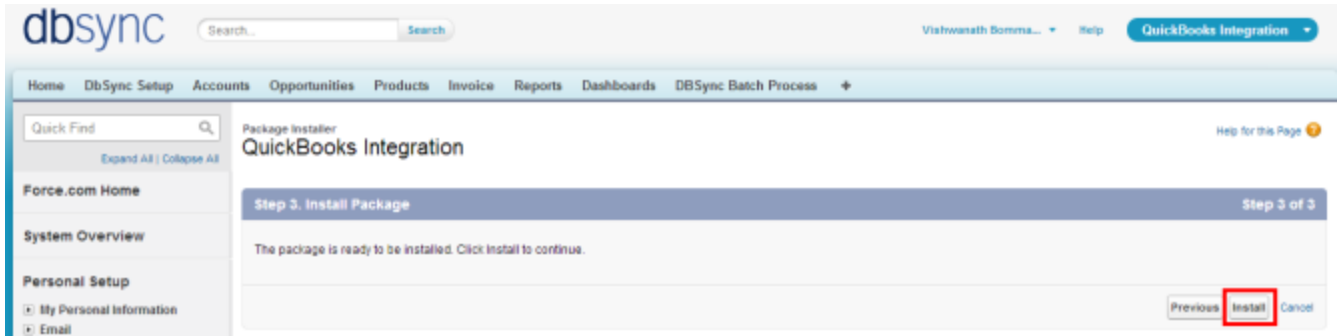 dbsync
Search...
Search
Vishwanath Bomma...
Help
QuickBooks Integration
Home DbSync Setup Accounts Opportunities Products Invoice Reports Dashboards DBSync Batch Process +
Quick Find
Expand All | Collapse All
Force.com Home
System Overview
Personal Setup
My Personal Information
Email
Package Installer
QuickBooks Integration
Help for this Page ?
Step 3. Install Package Step 3 of 3
The package is ready to be installed. Click Install to continue.
Previous Install Cancel